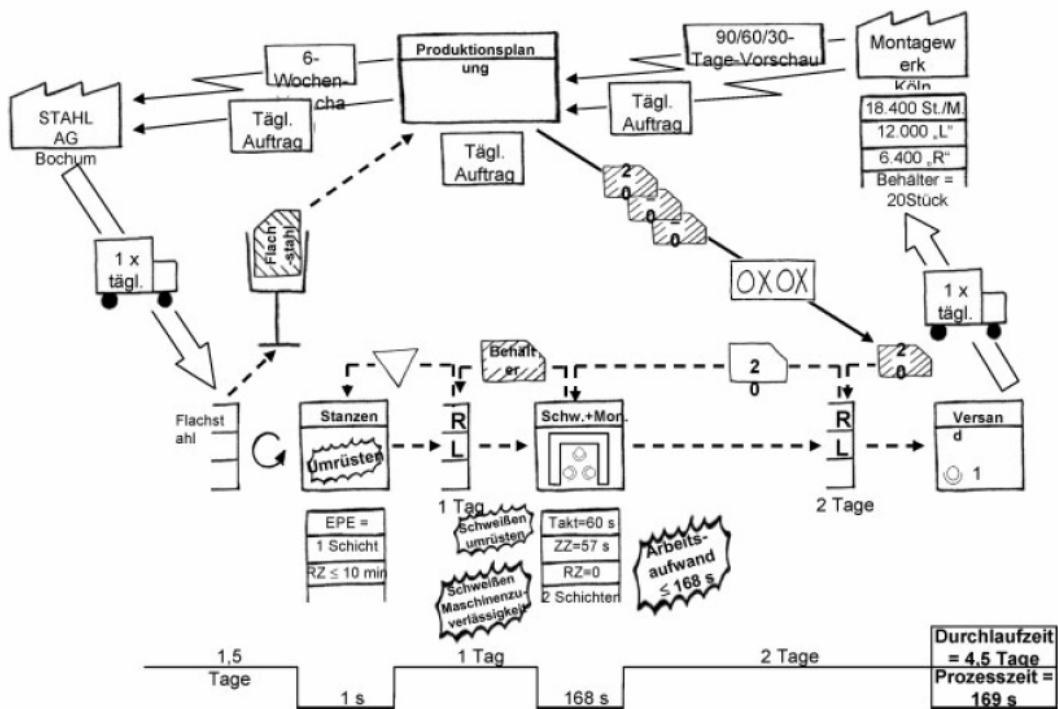 STAHL
AG
Bochum
6-
Wochen-
Tägl.
Auftrag
Produktionsplan
ung
Tägl.
Auftrag
90/60/30-
Tage-Vorschau
Tägl.
Auftrag
Montagew
erk
Köln
18.400 St./M.
12.000 „L"
6.400 „R"
Behälter =
20Stück
1 x
tägl.
Flach
-stahl
2
0
0
0
OXOX
1 x
tägl.
Behält
er
2
0
2
0
Flachst
ahl
Stanzen
Umrüsten
R
L
1 Tag
Schw.+Mon.
R
L
2 Tage
Versan
d
1
EPE =
1 Schicht
RZ ≤ 10 min
Schweißen
umrüsten
Schweißen
Maschinenzu-
verlässigkeit
Takt=60 s
ZZ=57 s
RZ=0
2 Schichten
Arbeits-
aufwand
≤ 168 s
1,5
Tage
1 s
1 Tag
168 s
2 Tage
Durchlaufzeit
= 4,5 Tage
Prozesszeit =
169 s